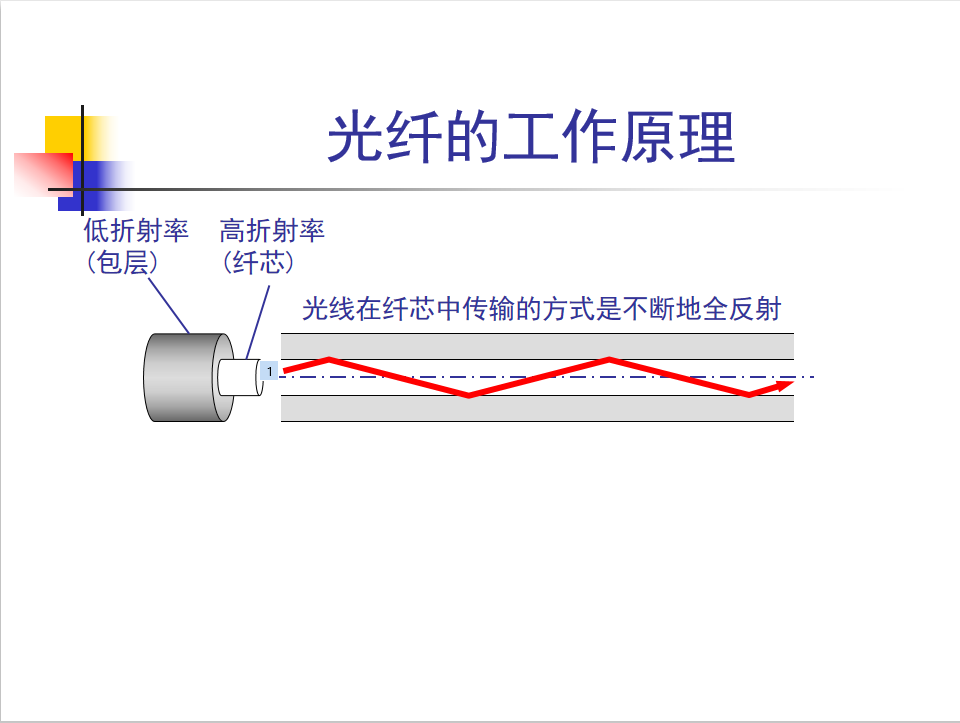 光纤的工作原理
低折射率
(包层)
高折射率
(纤芯)
光线在纤芯中传输的方式是不断地全反射
1